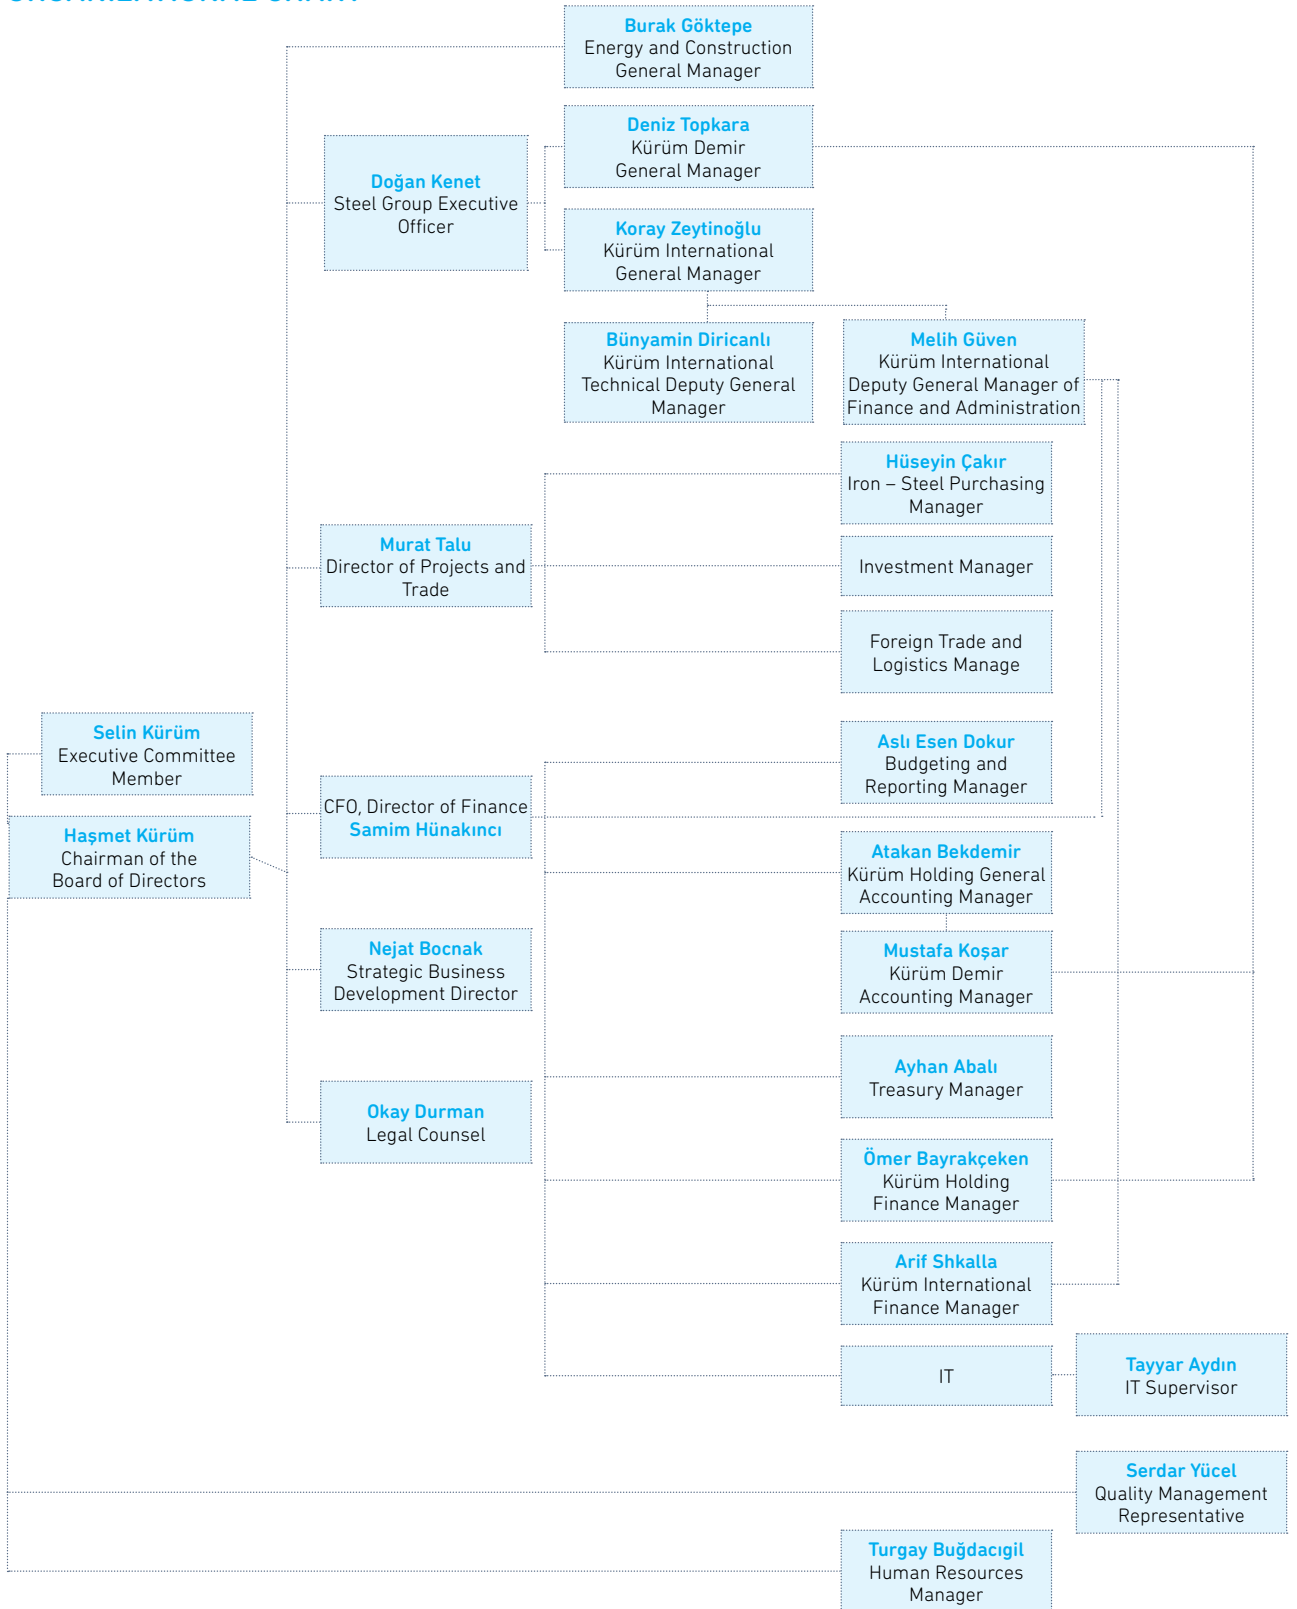 Burak Göktepe
Energy and Construction
General Manager
Deniz Topkara
Kürüm Demir
General Manager
Doğan Kenet
Steel Group Executive
Officer
Koray Zeytinoğlu
Kürüm International
General Manager
Bünyamin Diricanlı
Kürüm International
Technical Deputy General
Manager
Melih Güven
Kürüm International
Deputy General Manager of
Finance and Administration
Hüseyin Çakır
Iron – Steel Purchasing
Manager
Murat Talu
Director of Projects and
Trade
Investment Manager
Foreign Trade and
Logistics Manage
Selin Kürüm
Executive Committee
Member
Aslı Esen Dokur
Budgeting and
Reporting Manager
CFO, Director of Finance
Samim Hünakıncı
Haşmet Kürüm
Chairman of the
Board of Directors
Atakan Bekdemir
Kürüm Holding General
Accounting Manager
Nejat Bocnak
Strategic Business
Development Director
Mustafa Koşar
Kürüm Demir
Accounting Manager
Ayhan Abalı
Treasury Manager
Okay Durman
Legal Counsel
Ömer Bayrakçeken
Kürüm Holding
Finance Manager
Arif Shkalla
Kürüm International
Finance Manager
IT
Tayyar Aydın
IT Supervisor
Serdar Yücel
Quality Management
Representative
Turgay Buğdacıgil
Human Resources
Manager